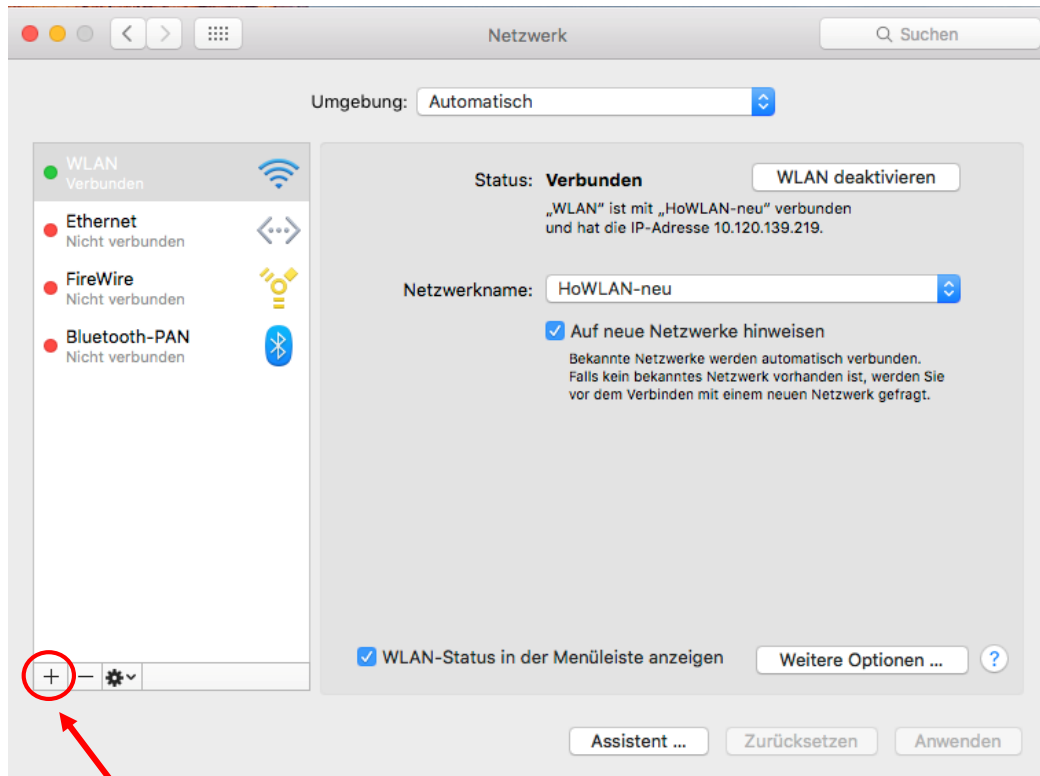 Netzwerk
Suchen
Umgebung: Automatisch
WLAN
Verbunden
Ethernet
Nicht verbunden
FireWire
Nicht verbunden
Bluetooth-PAN
Nicht verbunden
Status: Verbunden
WLAN deaktivieren
„WLAN" ist mit „HoWLAN-neu" verbunden
und hat die IP-Adresse 10.120.139.219.
Netzwerkname: HoWLAN-neu
Auf neue Netzwerke hinweisen
Bekannte Netzwerke werden automatisch verbunden.
Falls kein bekanntes Netzwerk vorhanden ist, werden Sie
vor dem Verbinden mit einem neuen Netzwerk gefragt.
WLAN-Status in der Menüleiste anzeigen
Weitere Optionen ...
?
Assistent ...
Zurücksetzen
Anwenden